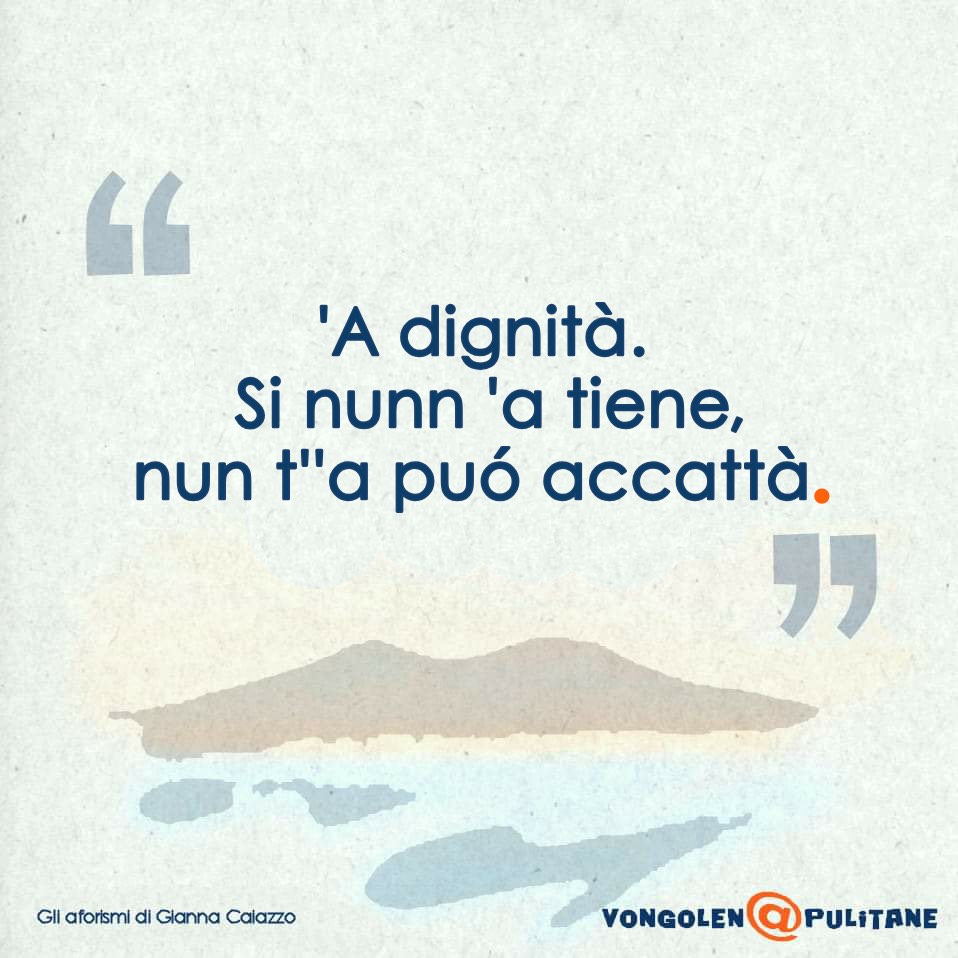 “
'A dignità.
Si nunn 'a tiene,
nun t''a puó accattà.
”
Gli aforismi di Gianna Caiazzo
VONGOLEN@PULITANE